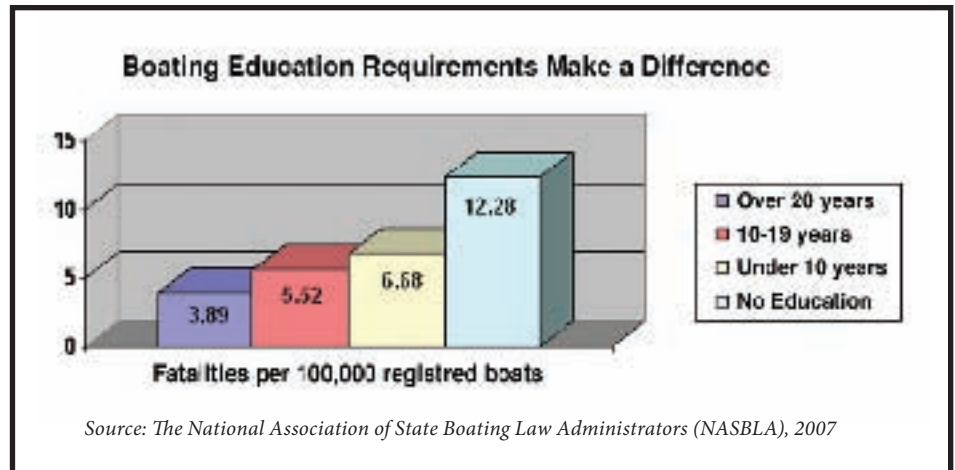 Boating Education Requirements Make a Difference
15
10
5
0
3.89
5.52
6.68
12.28
Over 20 years
10-19 years
Under 10 years
No Education
Fatalities per 100,000 registred boats
Source: The National Association of State Boating Law Administrators (NASBLA), 2007